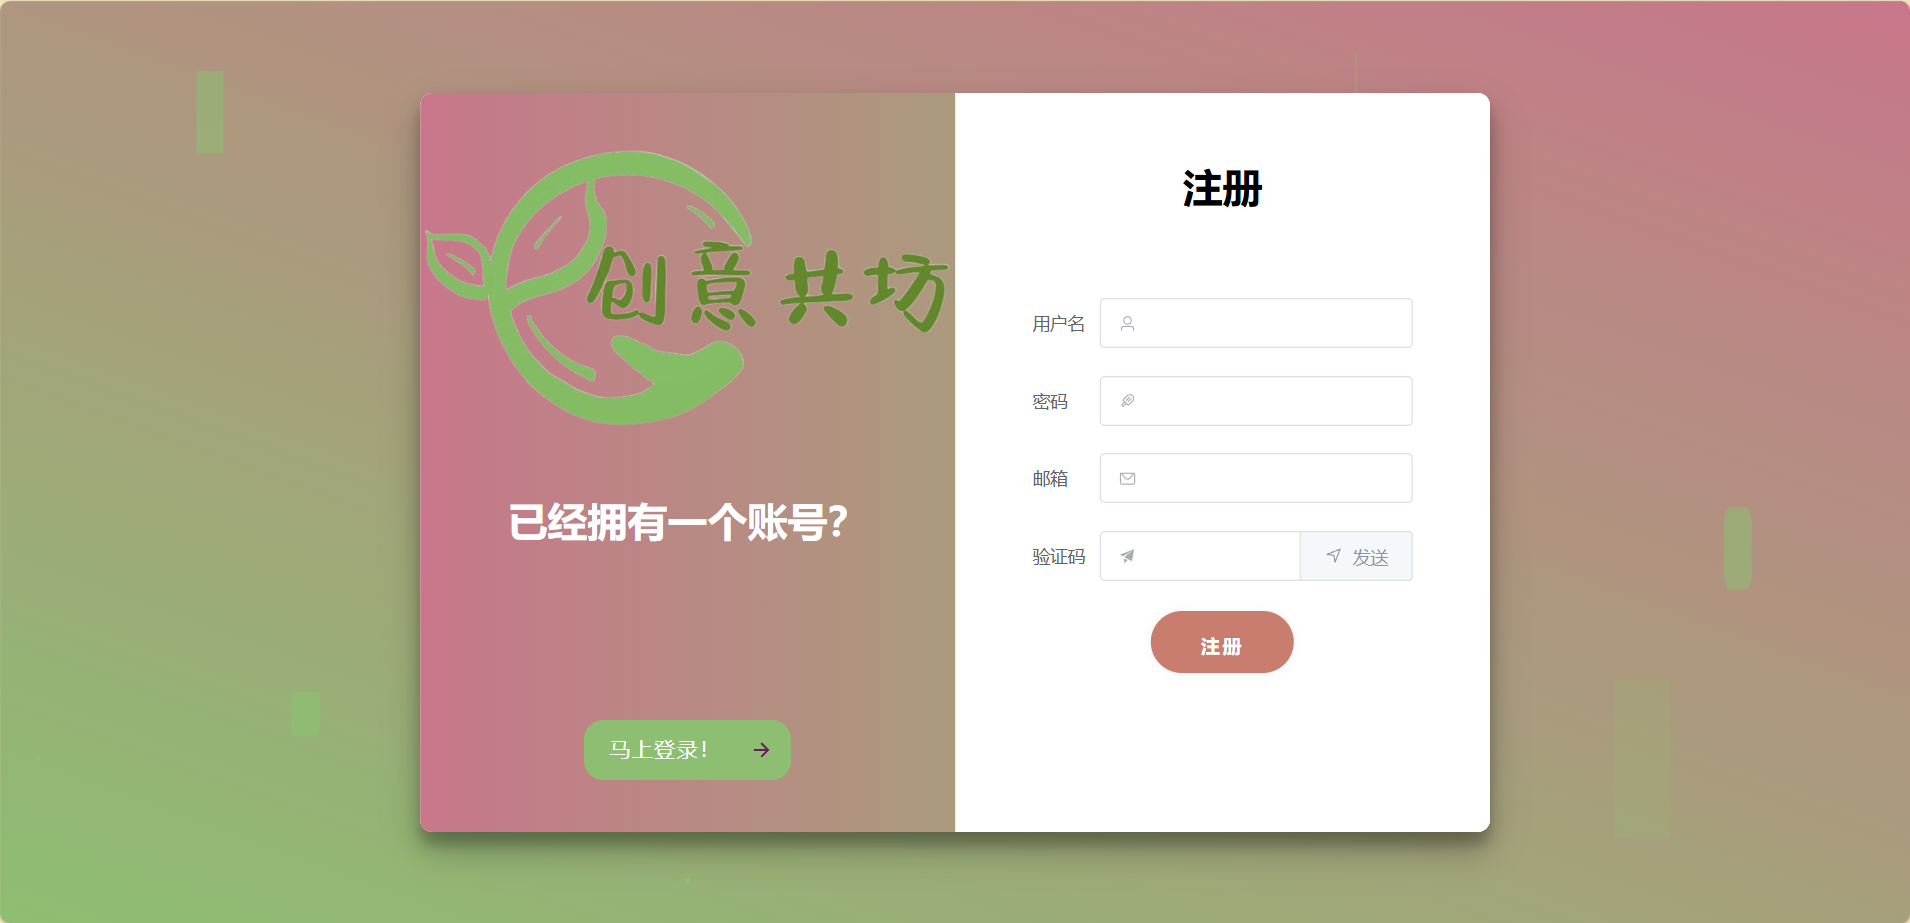 创意共坊
已经拥有一个账号?
马上登录!
注册
用户名
密码
邮箱
验证码
发送
注册